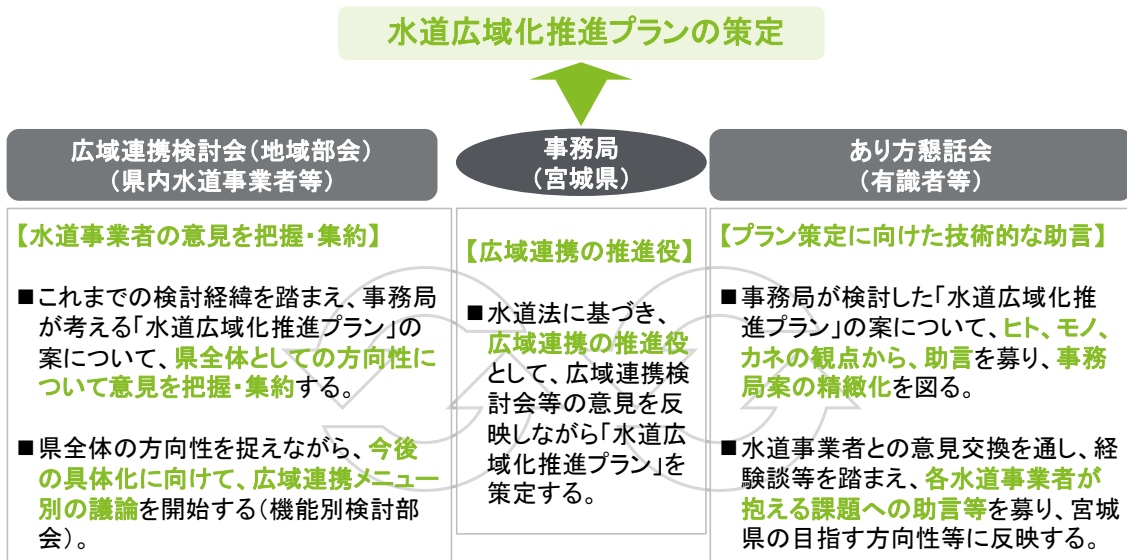 水道広域化推進プランの策定
広域連携検討会（地域部会）
（県内水道事業者等）
【水道事業者の意見を把握・集約】
■これまでの検討経緯を踏まえ、事務局
が考える「水道広域化推進プラン」の
案について、県全体としての方向性に
ついて意見を把握・集約する。
■県全体の方向性を捉えながら、今後
の具体化に向けて、広域連携メニュー
別の議論を開始する（機能別検討部
会）。
事務局
（宮城県）
【広域連携の推進役】
■水道法に基づき、
広域連携の推進役
として、広域連携検
討会等の意見を反
映しながら「水道広
域化推進プラン」を
策定する。
あり方懇話会
（有識者等）
【プラン策定に向けた技術的な助言】
■事務局が検討した「水道広域化推
進プラン」の案について、ヒト、モノ、
カネの観点から、助言を募り、事務
局案の精緻化を図る。
■水道事業者との意見交換を通し、経
験談等を踏まえ、各水道事業者が
抱える課題への助言等を募り、宮城
県の目指す方向性等に反映する。